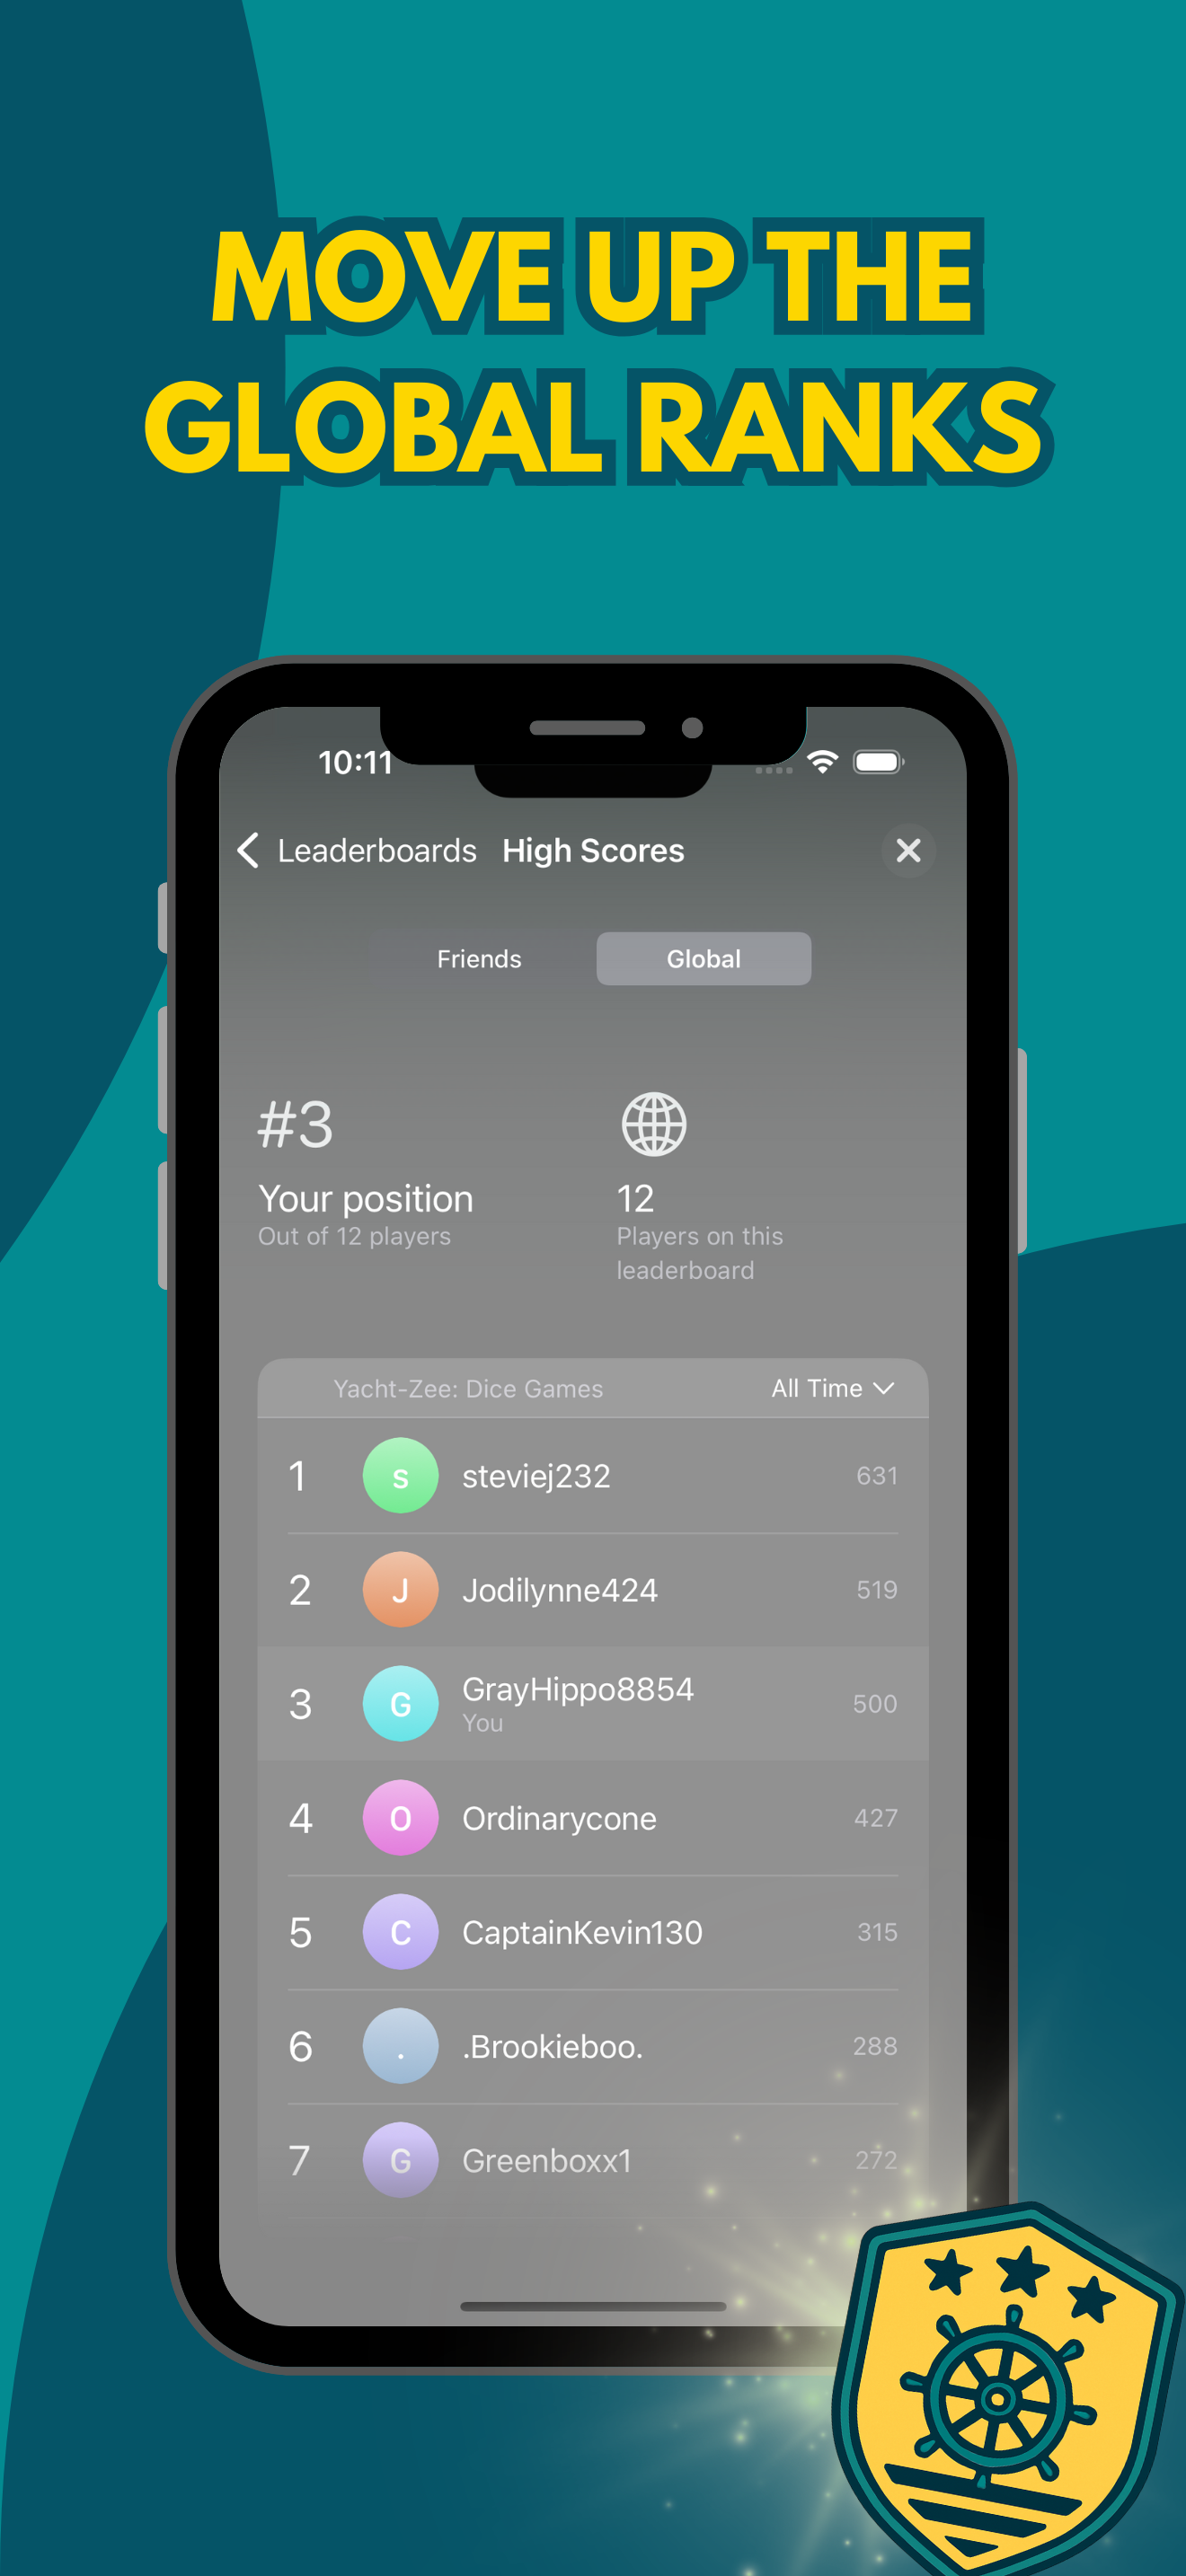 MOVE UP THE
GLOBAL RANKS
10:11
Leaderboards High Scores
Friends Global
#3
Your position
Out of 12 players
12
Players on this
leaderboard
Yacht-Zee: Dice Games All Time
1 s steviej232 631
2 J Jodilynne424 519
3 G GrayHippo8854 500
You
4 O Ordinarycone 427
5 C CaptainKevin130 315
6 . .Brookieboo. 288
7 G Greenboxx1 272